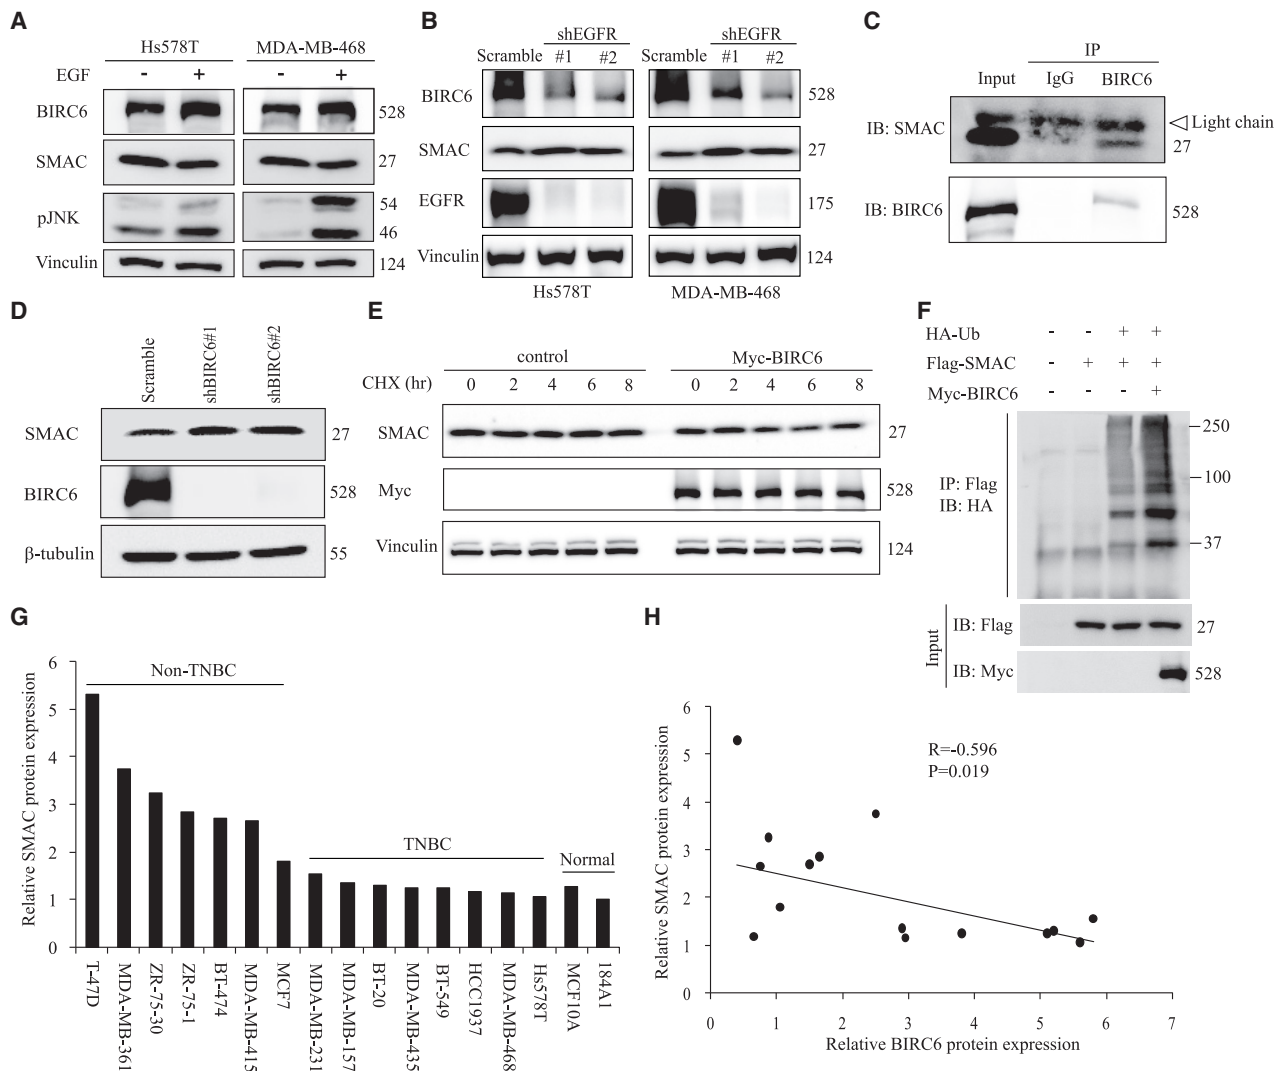 A
Hs578T MDA-MB-468
EGF - + - +
BIRC6 528
SMAC 27
pJNK 54
46
Vinculin 124
B
shEGFR shEGFR
Scramble #1 #2 Scramble #1 #2
BIRC6 528
SMAC 27
EGFR 175
Vinculin 124
Hs578T MDA-MB-468
C
IP
Input IgG BIRC6
IB: SMAC Light chain
27
IB: BIRC6 528
D
Scramble shBIRC6#1 shBIRC6#2
SMAC 27
BIRC6 528
β-tubulin 55
E
control Myc-BIRC6
CHX (hr) 0 2 4 6 8 0 2 4 6 8
SMAC 27
Myc 528
Vinculin 124
F
HA-Ub - - + +
Flag-SMAC - + + +
Myc-BIRC6 - - - +
IP: Flag
IB: HA
250
100
37
Input
IB: Flag 27
IB: Myc 528
G
Relative SMAC protein expression
6
5
4
3
2
1
0
Non-TNBC
TNBC
Normal
T-47D
MDA-MB-361
ZR-75-30
ZR-75-1
BT-474
MDA-MB-415
MCF7
MDA-MB-231
MDA-MB-157
BT-20
MDA-MB-435
BT-549
HCC1937
MDA-MB-468
Hs578T
MCF10A
184A1
H
Relative SMAC protein expression
6
5
4
3
2
1
0
R=-0.596
P=0.019
0 1 2 3 4 5 6 7
Relative BIRC6 protein expression